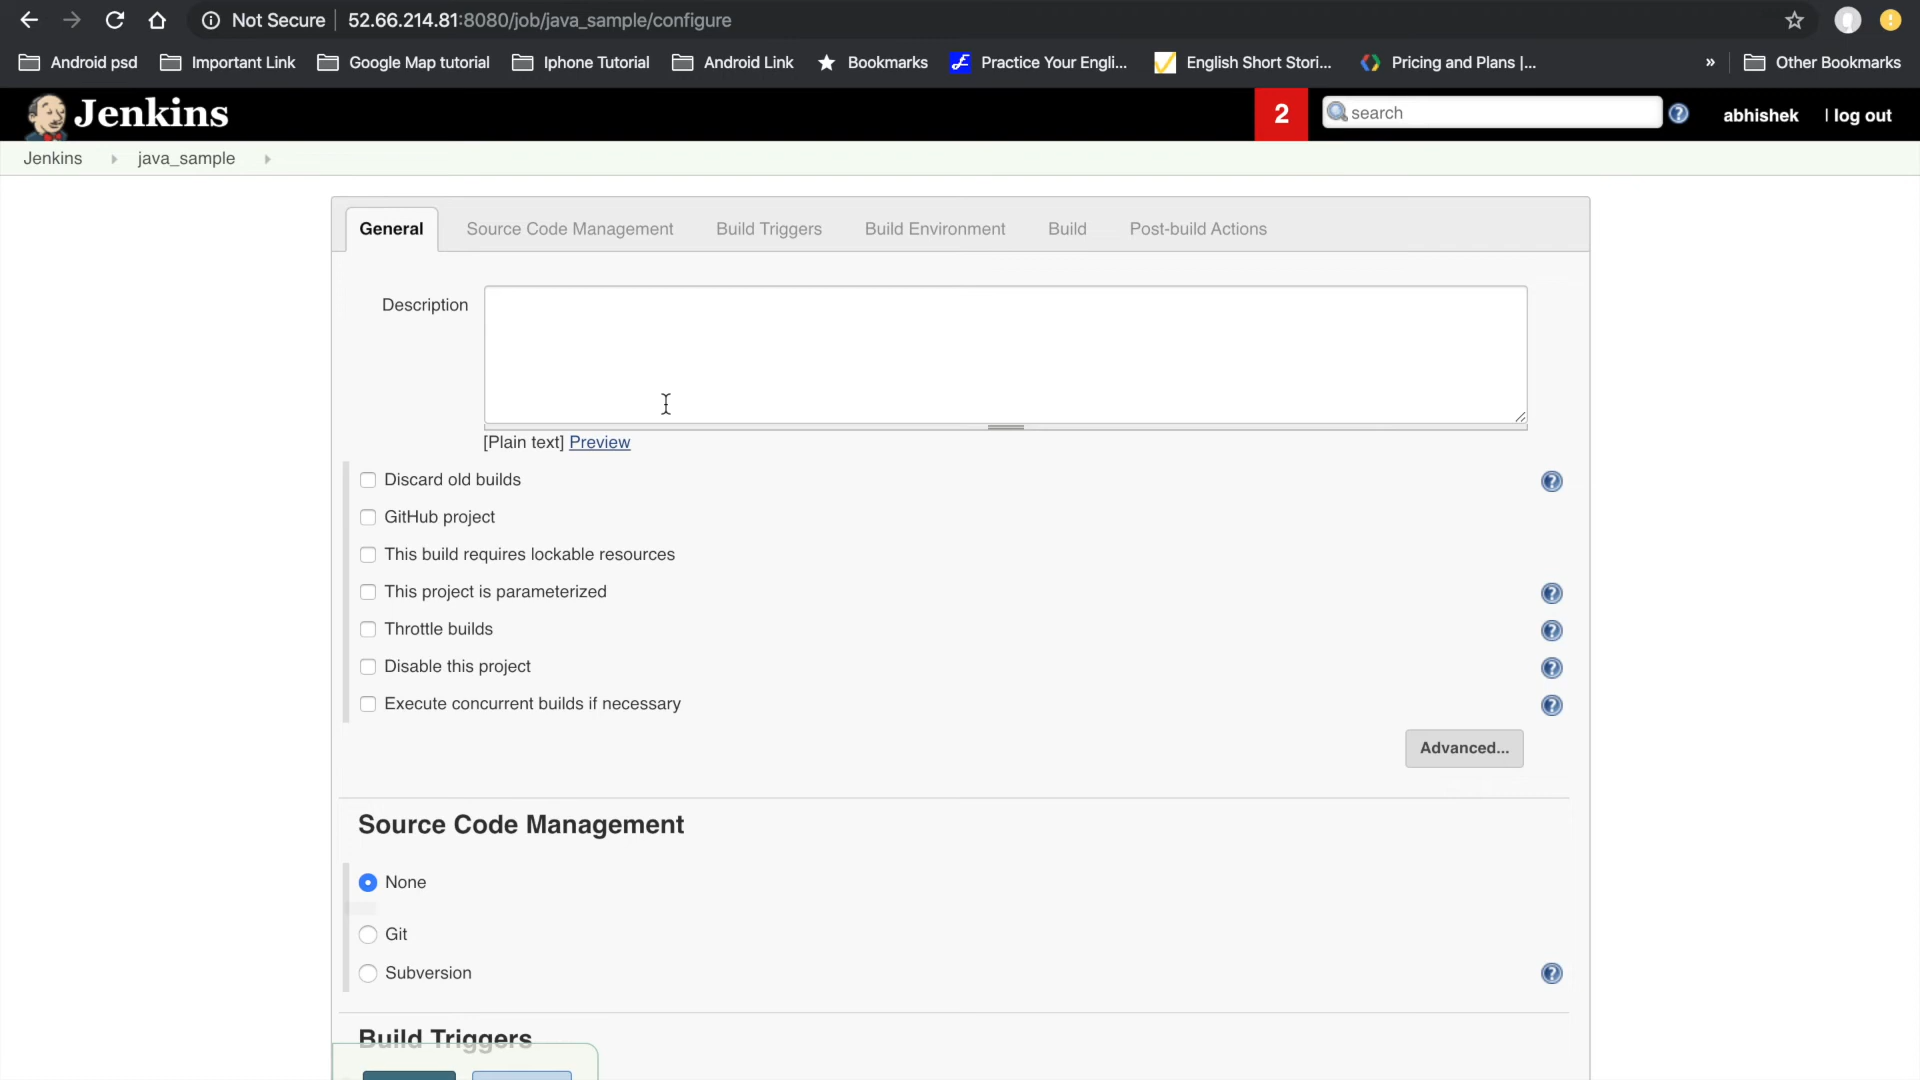 Not Secure 52.66.214.81:8080/job/java_sample/configure
Android psd Important Link Google Map tutorial Iphone Tutorial Android Link Bookmarks Practice Your Engli... English Short Stori... Pricing and Plans |... » Other Bookmarks
Jenkins 2 search abhishek | log out
Jenkins java_sample
General Source Code Management Build Triggers Build Environment Build Post-build Actions
Description
[Plain text] Preview
Discard old builds
GitHub project
This build requires lockable resources
This project is parameterized
Throttle builds
Disable this project
Execute concurrent builds if necessary
Advanced...
Source Code Management
None
Git
Subversion
Build Triggers